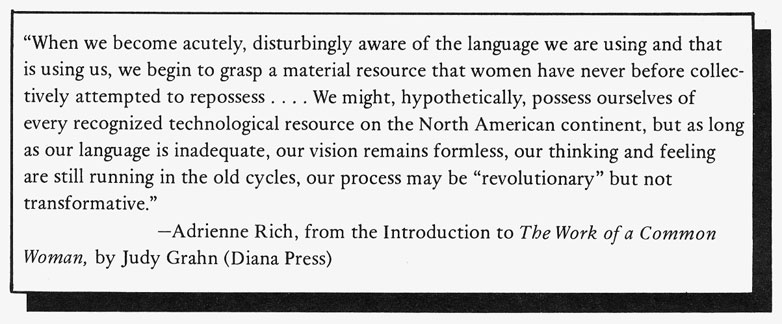 “When we become acutely, disturbingly aware of the language we are using and that
is using us, we begin to grasp a material resource that women have never before collec-
tively attempted to repossess . . . . We might, hypothetically, possess ourselves of
every recognized technological resource on the North American continent, but as long
as our language is inadequate, our vision remains formless, our thinking and feeling
are still running in the old cycles, our process may be “revolutionary” but not
transformative.”
—Adrienne Rich, from the Introduction to The Work of a Common
Woman, by Judy Grahn (Diana Press)